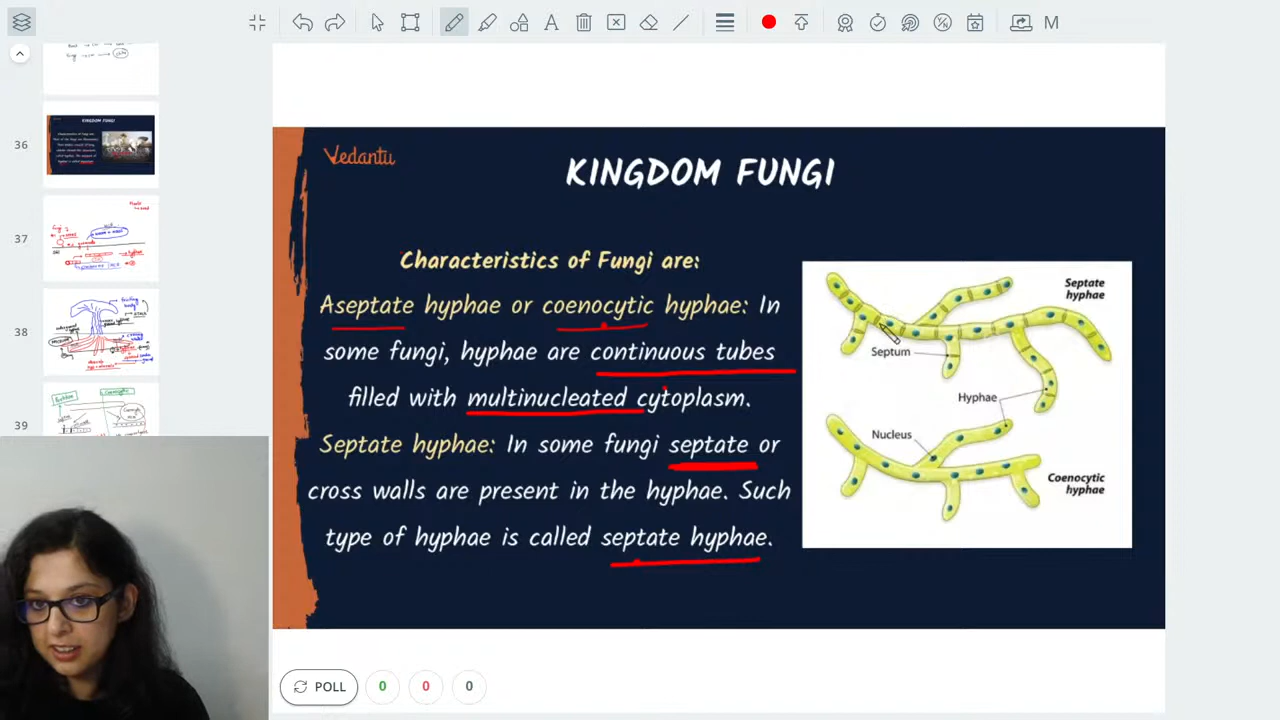 M
36
37
38
39
KINGDOM FUNGI
Vedantu
KINGDOM FUNGI
Characteristics of Fungi are:
Aseptate hyphae or coenocytic hyphae: In
some fungi, hyphae are continuous tubes
filled with multinucleated cytoplasm.
Septate hyphae: In some fungi septate or
cross walls are present in the hyphae. Such
type of hyphae is called septate hyphae.
Septate
hyphae
Septum
Hyphae
Nucleus
Coenocytic
hyphae
POLL
0
0
0